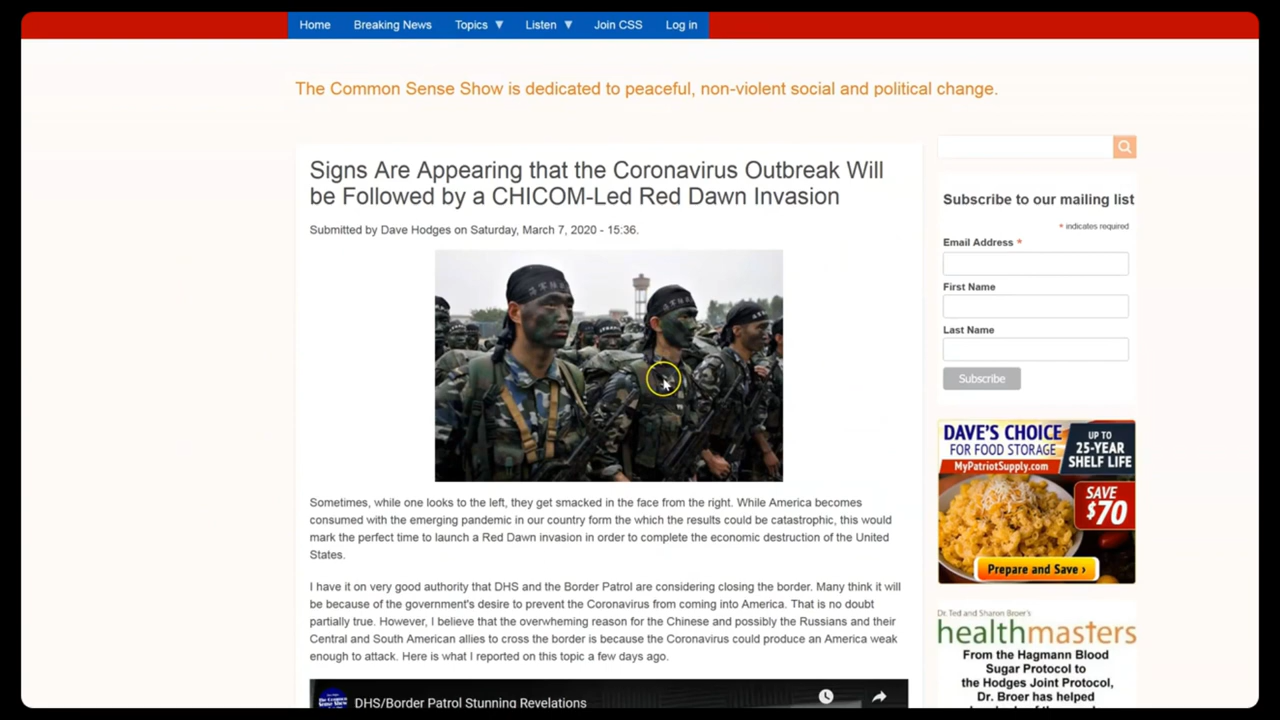 Home Breaking News Topics ▼ Listen ▼ Join CSS Log in
The Common Sense Show is dedicated to peaceful, non-violent social and political change.
Signs Are Appearing that the Coronavirus Outbreak Will
be Followed by a CHICOM-Led Red Dawn Invasion
Submitted by Dave Hodges on Saturday, March 7, 2020 - 15:36.
Sometimes, while one looks to the left, they get smacked in the face from the right. While America becomes
consumed with the emerging pandemic in our country form the which the results could be catastrophic, this would
mark the perfect time to launch a Red Dawn invasion in order to complete the economic destruction of the United
States.
I have it on very good authority that DHS and the Border Patrol are considering closing the border. Many think it will
be because of the government's desire to prevent the Coronavirus from coming into America. That is no doubt
partially true. However, I believe that the overwheming reason for the Chinese and possibly the Russians and their
Central and South American allies to cross the border is because the Coronavirus could produce an America weak
enough to attack. Here is what I reported on this topic a few days ago.
DHS/Border Patrol Stunning Revelations
Subscribe to our mailing list
* indicates required
Email Address *
First Name
Last Name
Subscribe
DAVE'S CHOICE
FOR FOOD STORAGE
MyPatriotSupply.com
UP TO
25-YEAR
SHELF LIFE
SAVE
$70
Prepare and Save ›
Dr. Ted and Sharon Broer's
healthmasters
From the Hagmann Blood
Sugar Protocol to
the Hodges Joint Protocol,
Dr. Broer has helped